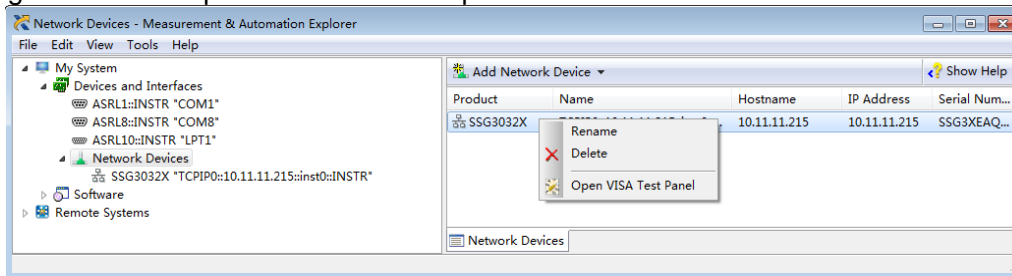 Network Devices - Measurement & Automation Explorer
File Edit View Tools Help
My System
Devices and Interfaces
ASRL1::INSTR "COM1"
ASRL8::INSTR "COM8"
ASRL10::INSTR "LPT1"
Network Devices
SSG3032X "TCPIP0::10.11.11.215::inst0::INSTR"
Software
Remote Systems
Add Network Device
Show Help
Product Name Hostname IP Address Serial Num...
SSG3032X 10.11.11.215 10.11.11.215 SSG3XEAQ...
Rename
Delete
Open VISA Test Panel
Network Devices